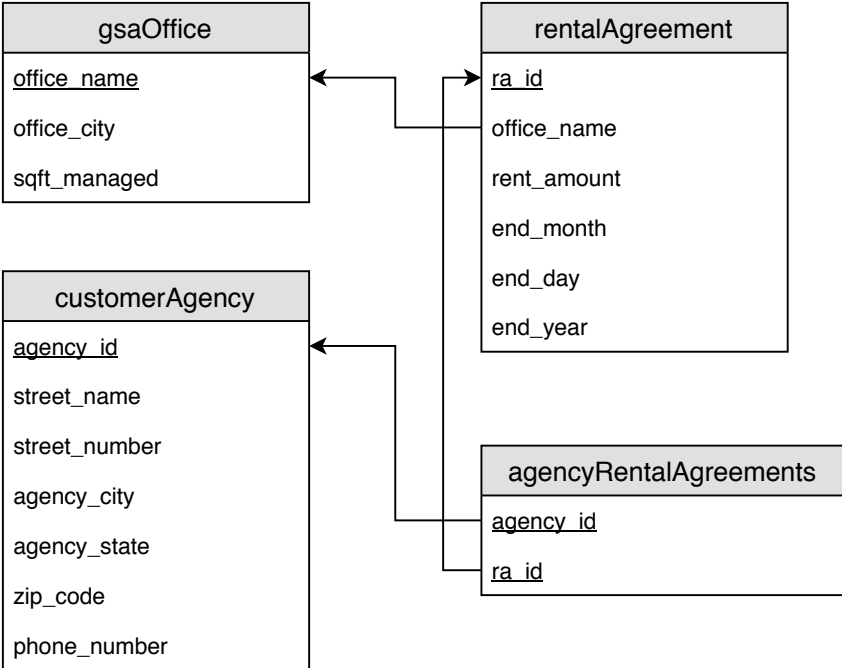 gsaOffice
office_name
office_city
sqft_managed
rentalAgreement
ra_id
office_name
rent_amount
end_month
end_day
end_year
customerAgency
agency_id
street_name
street_number
agency_city
agency_state
zip_code
phone_number
agencyRentalAgreements
agency_id
ra_id